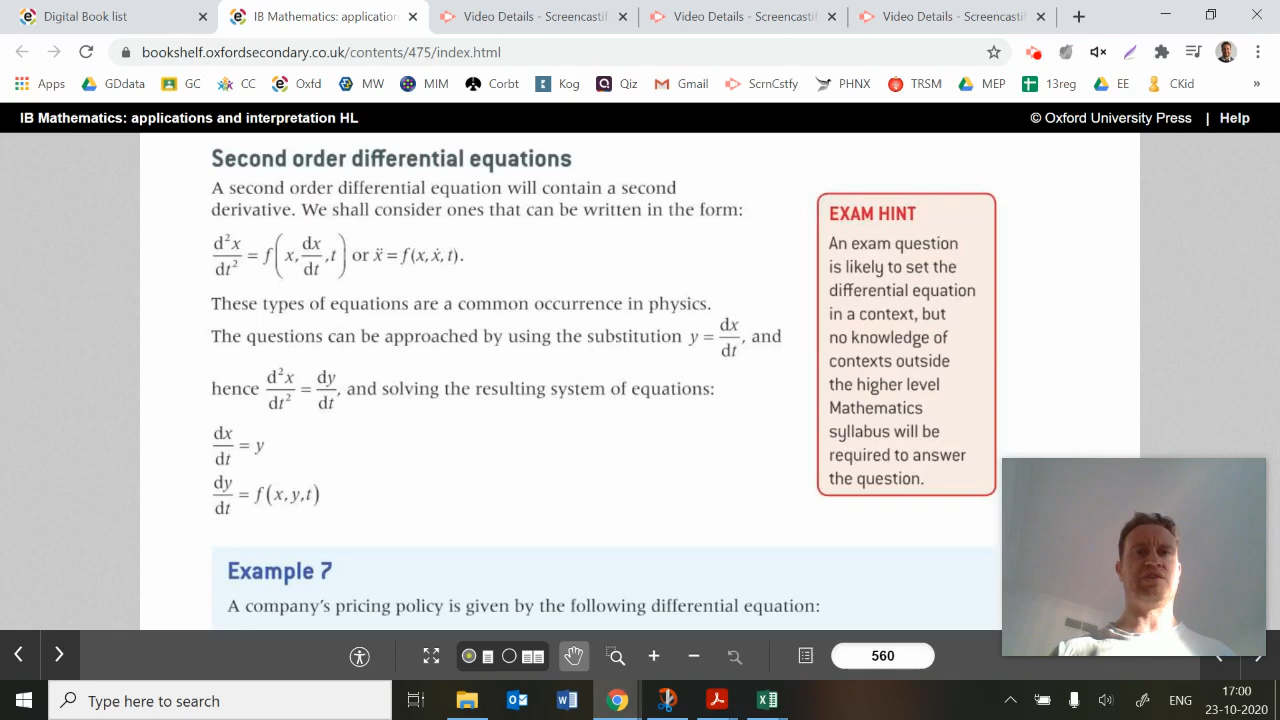 Digital Book list
IB Mathematics: application
Video Details - Screencastif
Video Details - Screencastif
Video Details - Screencastif
bookshelf.oxfordsecondary.co.uk/contents/475/index.html
Apps GDdata GC CC Oxfd MW MIM Corbt Kog Qiz Gmail ScrnCstfy PHNX TRSM MEP 13reg EE CKid »
IB Mathematics: applications and interpretation HL
© Oxford University Press | Help
Second order differential equations
A second order differential equation will contain a second
derivative. We shall consider ones that can be written in the form:
d²x/dt² = f(x, dx/dt, t) or ẍ = f(x, ẋ, t).
These types of equations are a common occurrence in physics.
The questions can be approached by using the substitution y = dx/dt, and
hence d²x/dt² = dy/dt, and solving the resulting system of equations:
dx/dt = y
dy/dt = f(x, y, t)
EXAM HINT
An exam question
is likely to set the
differential equation
in a context, but
no knowledge of
contexts outside
the higher level
Mathematics
syllabus will be
required to answer
the question.
Example 7
A company's pricing policy is given by the following differential equation:
560
Type here to search
ENG
17:00
23-10-2020